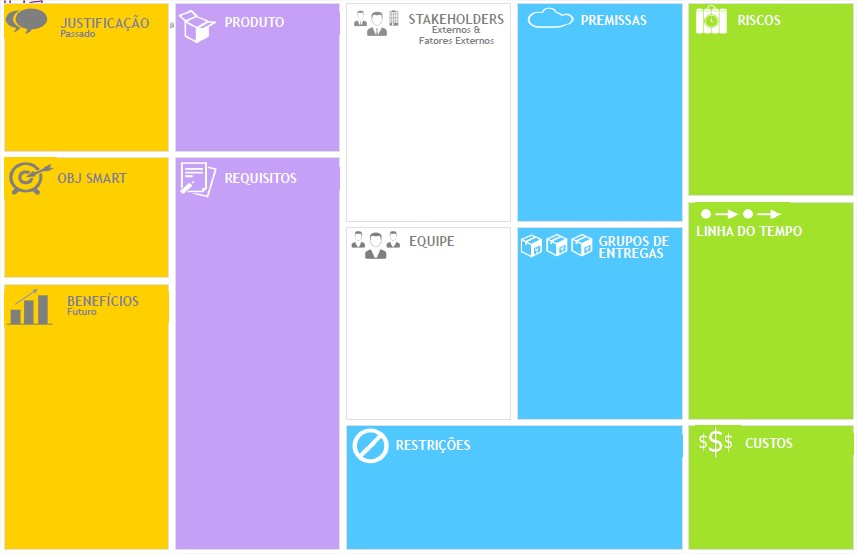 JUSTIFICAÇÃO
Passado
OBJ SMART
BENEFÍCIOS
Futuro
PRODUTO
REQUISITOS
STAKEHOLDERS
Externos &
Fatores Externos
EQUIPE
PREMISSAS
GRUPOS DE
ENTREGAS
RESTRIÇÕES
RISCOS
LINHA DO TEMPO
$$$ CUSTOS